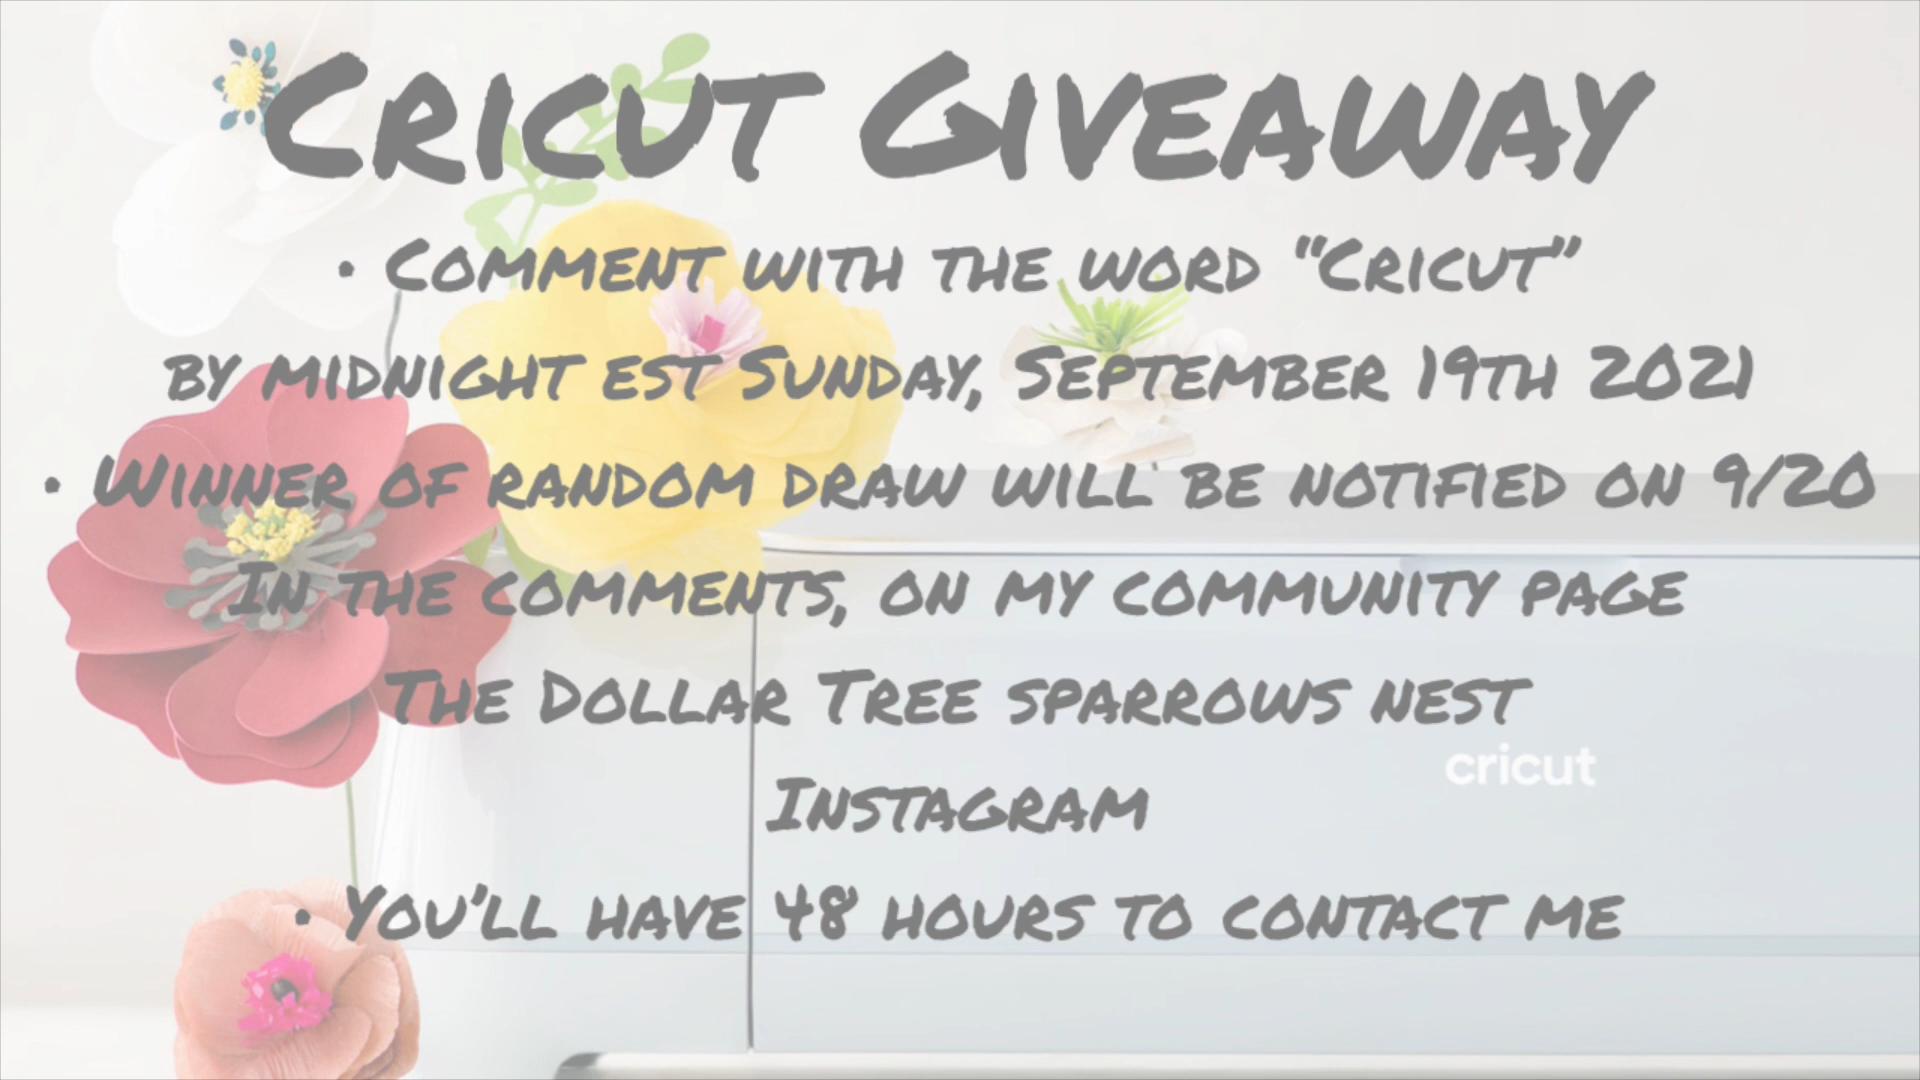 Cricut Giveaway
• Comment with the word “Cricut”
by midnight est Sunday, September 19th 2021
• Winner of random draw will be notified on 9/20
In the comments, on my community page
The Dollar Tree sparrows nest
Instagram
cricut
• You’ll have 48 hours to contact me